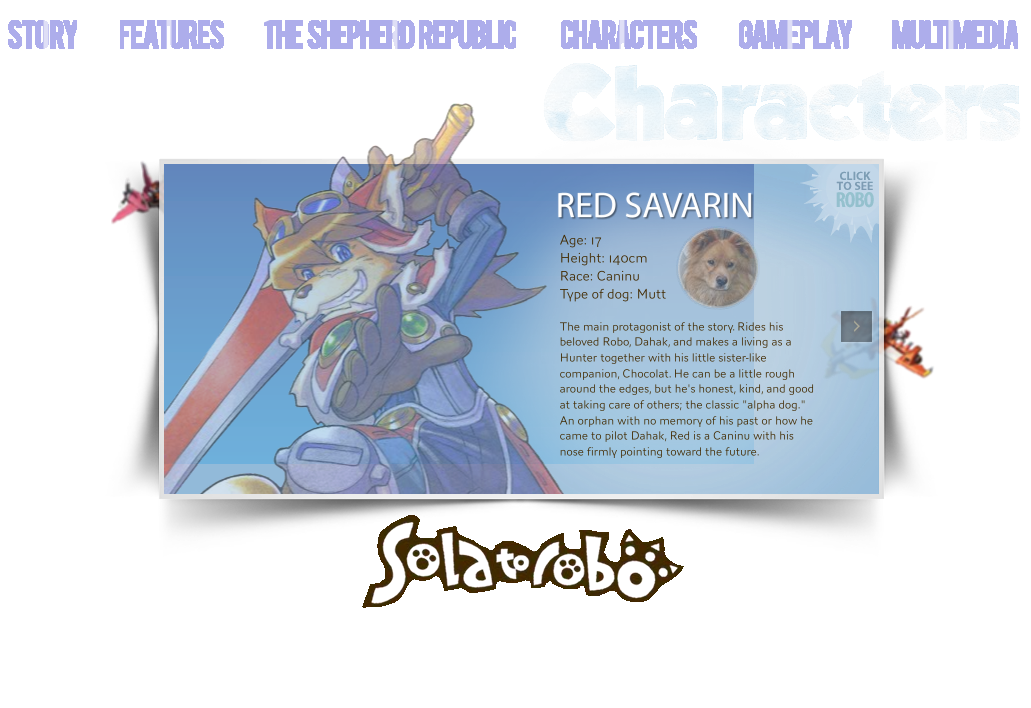 STORY FEATURES THE SHEPHERD REPUBLIC CHARACTERS GAMEPLAY MULTIMEDIA
Characters
CLICK
TO SEE
ROBO
RED SAVARIN
Age: 17
Height: 140cm
Race: Caninu
Type of dog: Mutt
The main protagonist of the story. Rides his
beloved Robo, Dahak, and makes a living as a
Hunter together with his little sister-like
companion, Chocolat. He can be a little rough
around the edges, but he's honest, kind, and good
at taking care of others; the classic "alpha dog."
An orphan with no memory of his past or how he
came to pilot Dahak, Red is a Caninu with his
nose firmly pointing toward the future.
Solatorobo